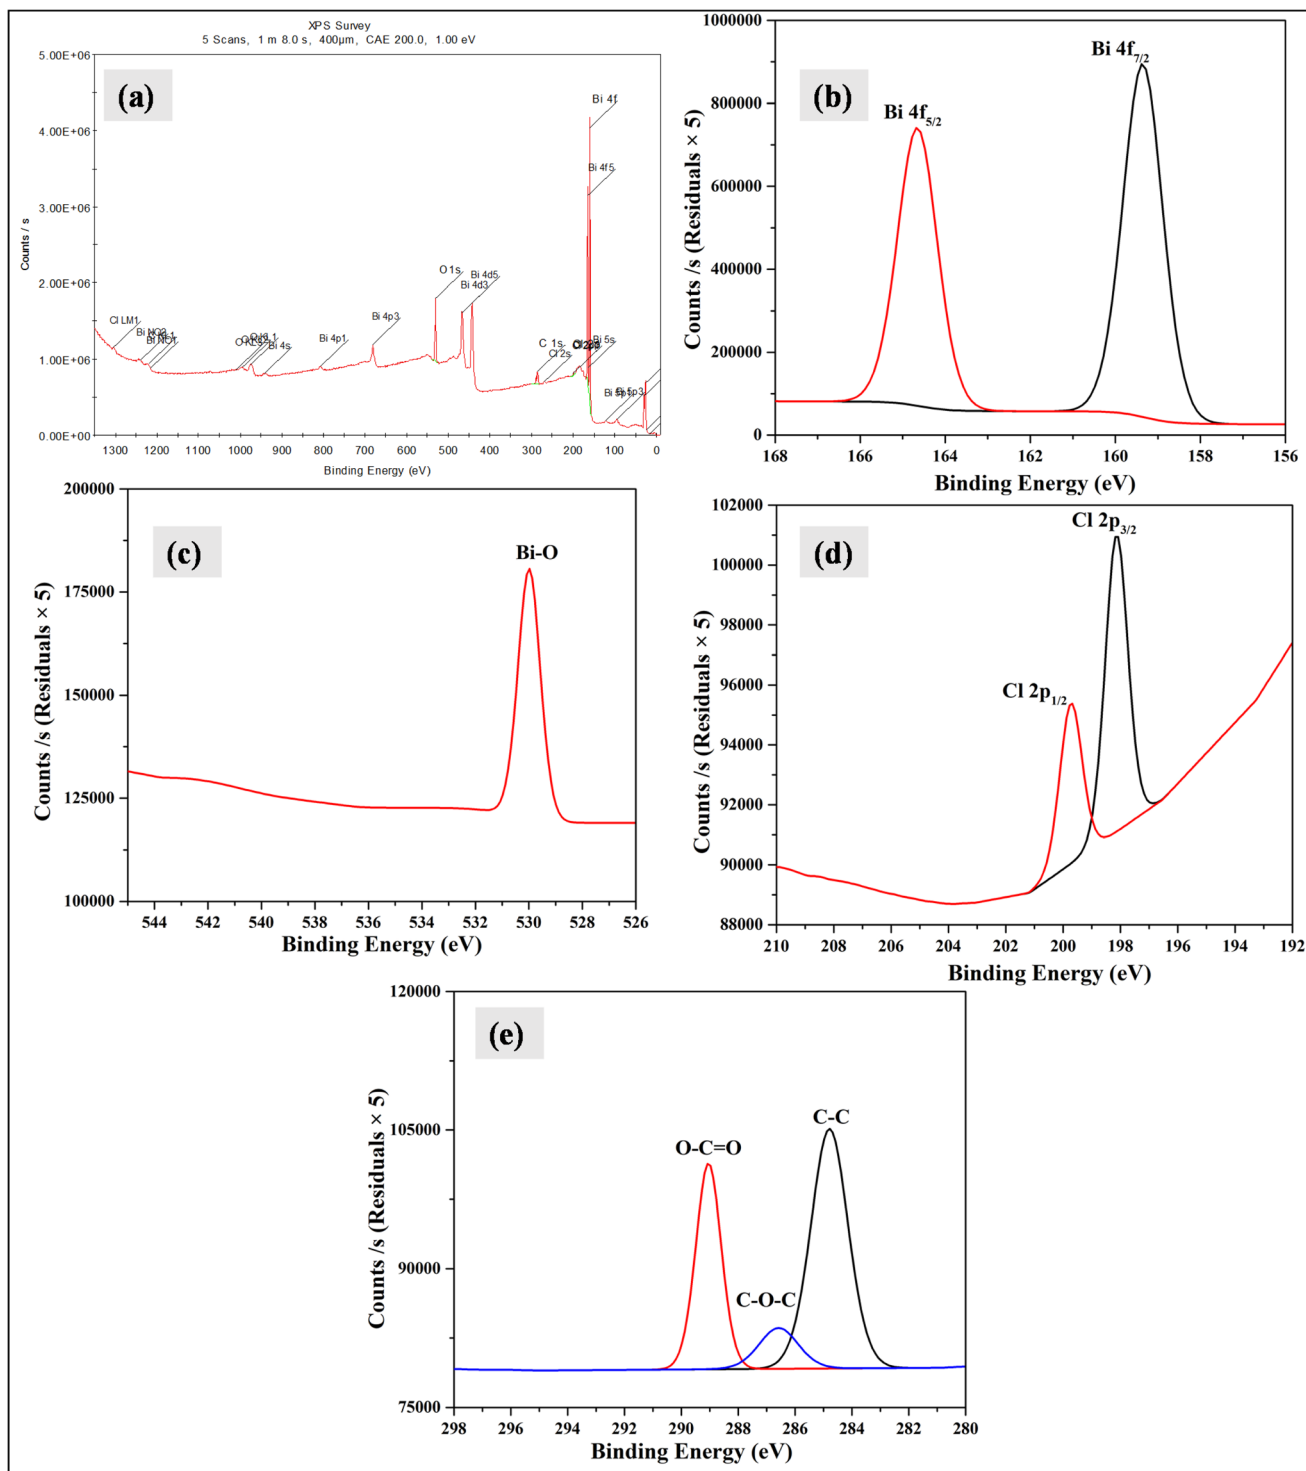 XPS Survey
5 Scans, 1 m 8.0 s, 400µm, CAE 200.0, 1.00 eV
(a)
5.00E+06
4.00E+06
3.00E+06
2.00E+06
1.00E+06
0.00E+00
Counts / s
Bi 4f
Bi 4f5
O 1s
Bi 4d5
Bi 4d3
Bi 4p3
Cl LM1
Bi 4p1
Bi 4s
C 1s
Cl 2s
Bi 5s
Bi 5p3
1300 1200 1100 1000 900 800 700 600 500 400 300 200 100 0
Binding Energy (eV)
(b)
Bi 4f7/2
Bi 4f5/2
1000000
800000
600000
400000
200000
0
Counts /s (Residuals × 5)
168 166 164 162 160 158 156
Binding Energy (eV)
(c)
Bi-O
200000
175000
150000
125000
100000
Counts /s (Residuals × 5)
544 542 540 538 536 534 532 530 528 526
Binding Energy (eV)
(d)
Cl 2p3/2
Cl 2p1/2
102000
100000
98000
96000
94000
92000
90000
88000
Counts /s (Residuals × 5)
210 208 206 204 202 200 198 196 194 192
Binding Energy (eV)
(e)
C-C
O-C=O
C-O-C
120000
105000
90000
75000
Counts /s (Residuals × 5)
298 296 294 292 290 288 286 284 282 280
Binding Energy (eV)